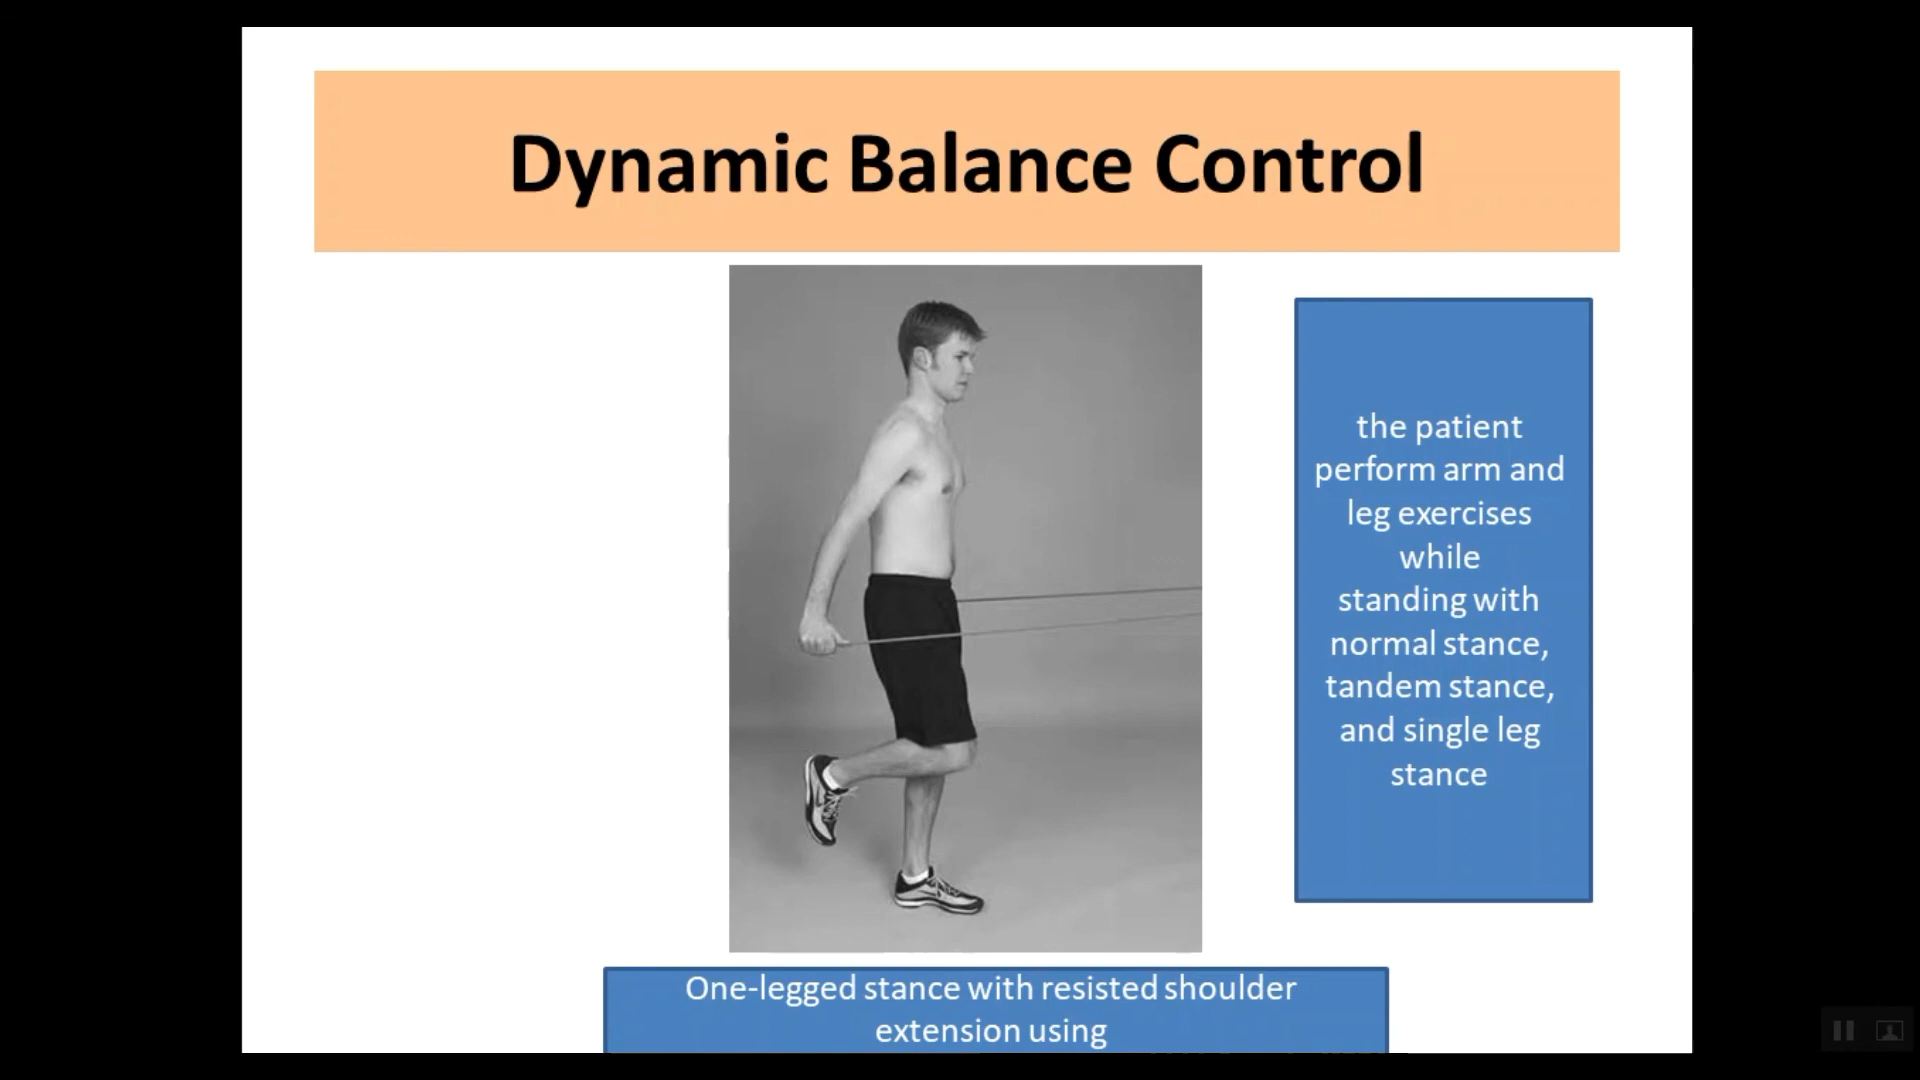 Dynamic Balance Control
the patient
perform arm and
leg exercises
while
standing with
normal stance,
tandem stance,
and single leg
stance
One-legged stance with resisted shoulder
extension using